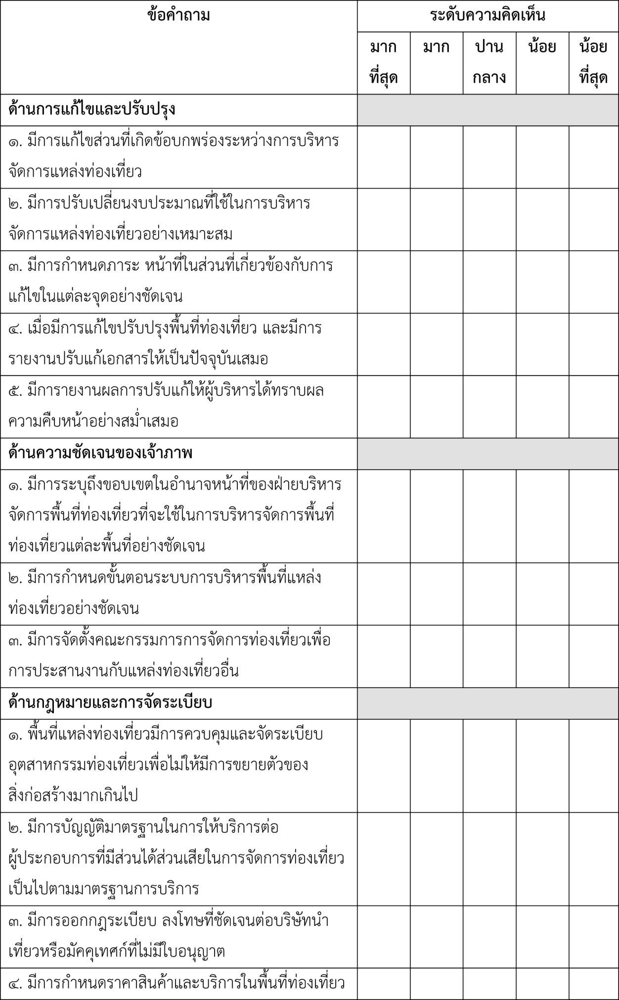 ข้อคำถาม
ระดับความคิดเห็น
มาก
ที่สุด
มาก
ปาน
กลาง
น้อย
น้อย
ที่สุด
ด้านการแก้ไขและปรับปรุง
๑. มีการแก้ไขส่วนที่เกิดข้อบกพร่องระหว่างการบริหาร
จัดการแหล่งท่องเที่ยว
๒. มีการปรับเปลี่ยนงบประมาณที่ใช้ในการบริหาร
จัดการแหล่งท่องเที่ยวอย่างเหมาะสม
๓. มีการกำหนดภาระ หน้าที่ในส่วนที่เกี่ยวข้องกับการ
แก้ไขในแต่ละจุดอย่างชัดเจน
๔. เมื่อมีการแก้ไขปรับปรุงพื้นที่ท่องเที่ยว และมีการ
รายงานปรับแก้เอกสารให้เป็นปัจจุบันเสมอ
๕. มีการายงานผลการปรับแก้ให้ผู้บริหารได้ทราบผล
ความคืบหน้าอย่างสม่ำเสมอ
ด้านความชัดเจนของเจ้าภาพ
๑. มีการระบุถึงขอบเขตในอำนาจหน้าที่ของฝ่ายบริหาร
จัดการพื้นที่ท่องเที่ยวที่จะใช้ในการบริหารจัดการพื้นที่
ท่องเที่ยวแต่ละพื้นที่อย่างชัดเจน
๒. มีการกำหนดขั้นตอนระบบการบริหารพื้นที่แหล่ง
ท่องเที่ยวอย่างชัดเจน
๓. มีการจัดตั้งคณะกรรมการการจัดการท่องเที่ยวเพื่อ
การประสานงานกับแหล่งท่องเที่ยวอื่น
ด้านกฎหมายและการจัดระเบียบ
๑. พื้นที่แหล่งท่องเที่ยวมีการควบคุมและจัดระเบียบ
อุตสาหกรรมท่องเที่ยวเพื่อไม่ให้มีการขยายตัวของ
สิ่งก่อสร้างมากเกินไป
๒. มีการบัญญัติมาตรฐานในการให้บริการต่อ
ผู้ประกอบการที่มีส่วนได้ส่วนเสียในการจัดการท่องเที่ยว
เป็นไปตามมาตรฐานการบริการ
๓. มีการออกกฎระเบียบ ลงโทษที่ชัดเจนต่อบริษัทนำ
เที่ยวหรือมัคคุเทศก์ที่ไม่มีใบอนุญาต
๔. มีการกำหนดราคาสินค้าและบริการในพื้นที่ท่องเที่ยว